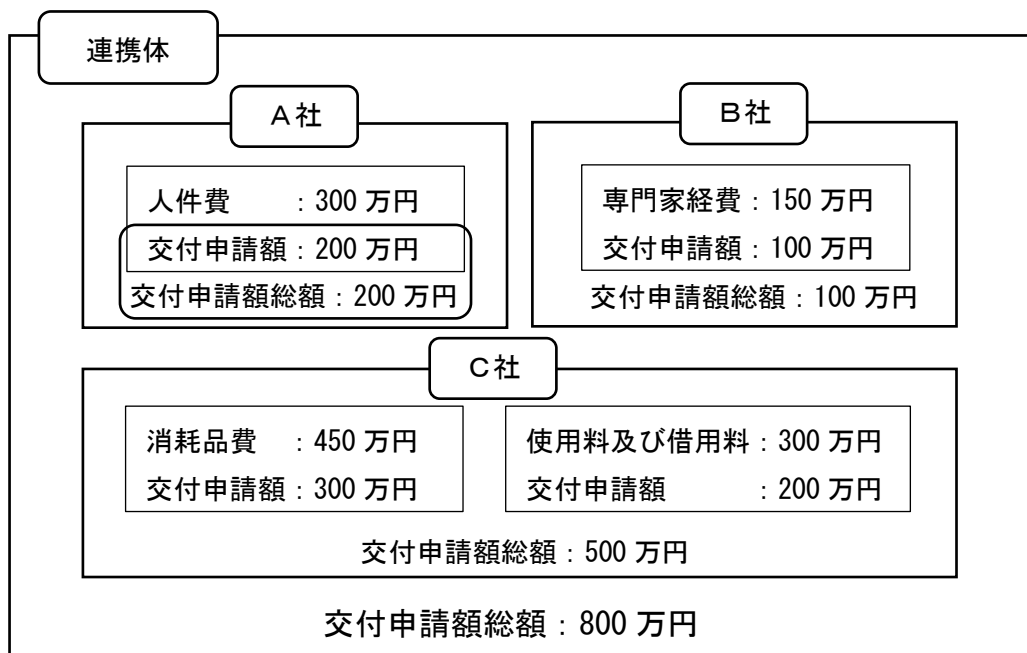 連携体
A社
人件費 : 300 万円
交付申請額 : 200 万円
交付申請額総額 : 200 万円
B社
専門家経費 : 150 万円
交付申請額 : 100 万円
交付申請額総額 : 100 万円
C社
消耗品費 : 450 万円
交付申請額 : 300 万円
使用料及び借用料 : 300 万円
交付申請額 : 200 万円
交付申請額総額 : 500 万円
交付申請額総額 : 800 万円